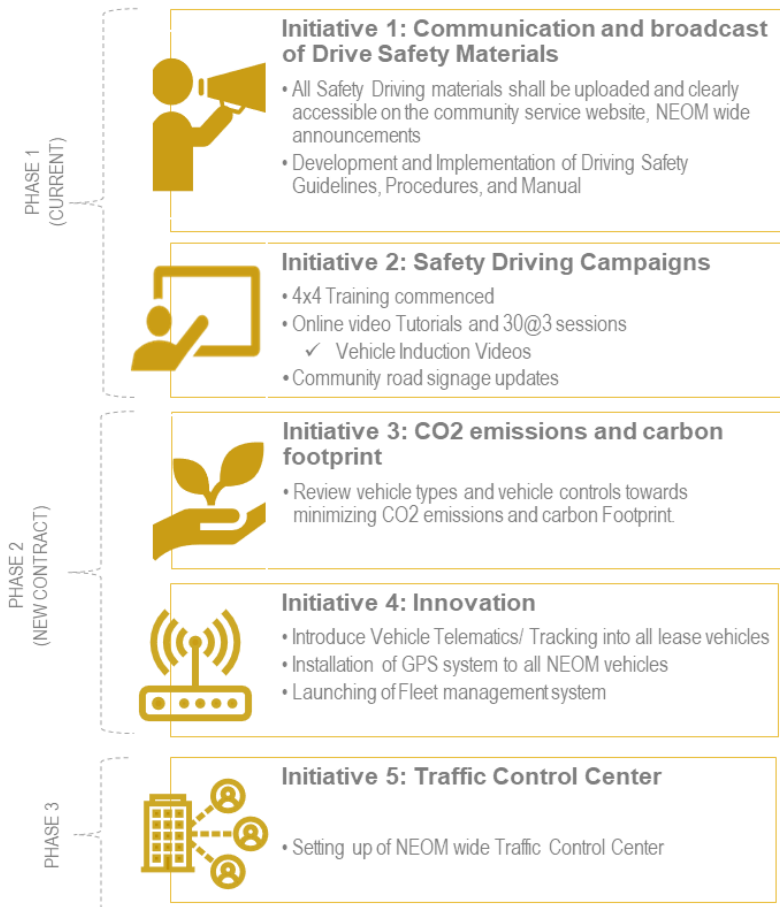 PHASE 1
(CURRENT)
Initiative 1: Communication and broadcast
of Drive Safety Materials
• All Safety Driving materials shall be uploaded and clearly
accessible on the community service website, NEOM wide
announcements
• Development and Implementation of Driving Safety
Guidelines, Procedures, and Manual
Initiative 2: Safety Driving Campaigns
• 4x4 Training commenced
• Online video Tutorials and 30@3 sessions
✓ Vehicle Induction Videos
• Community road signage updates
PHASE 2
(NEW CONTRACT)
Initiative 3: CO2 emissions and carbon
footprint
• Review vehicle types and vehicle controls towards
minimizing CO2 emissions and carbon Footprint.
Initiative 4: Innovation
• Introduce Vehicle Telematics/ Tracking into all lease vehicles
• Installation of GPS system to all NEOM vehicles
• Launching of Fleet management system
PHASE 3
Initiative 5: Traffic Control Center
• Setting up of NEOM wide Traffic Control Center